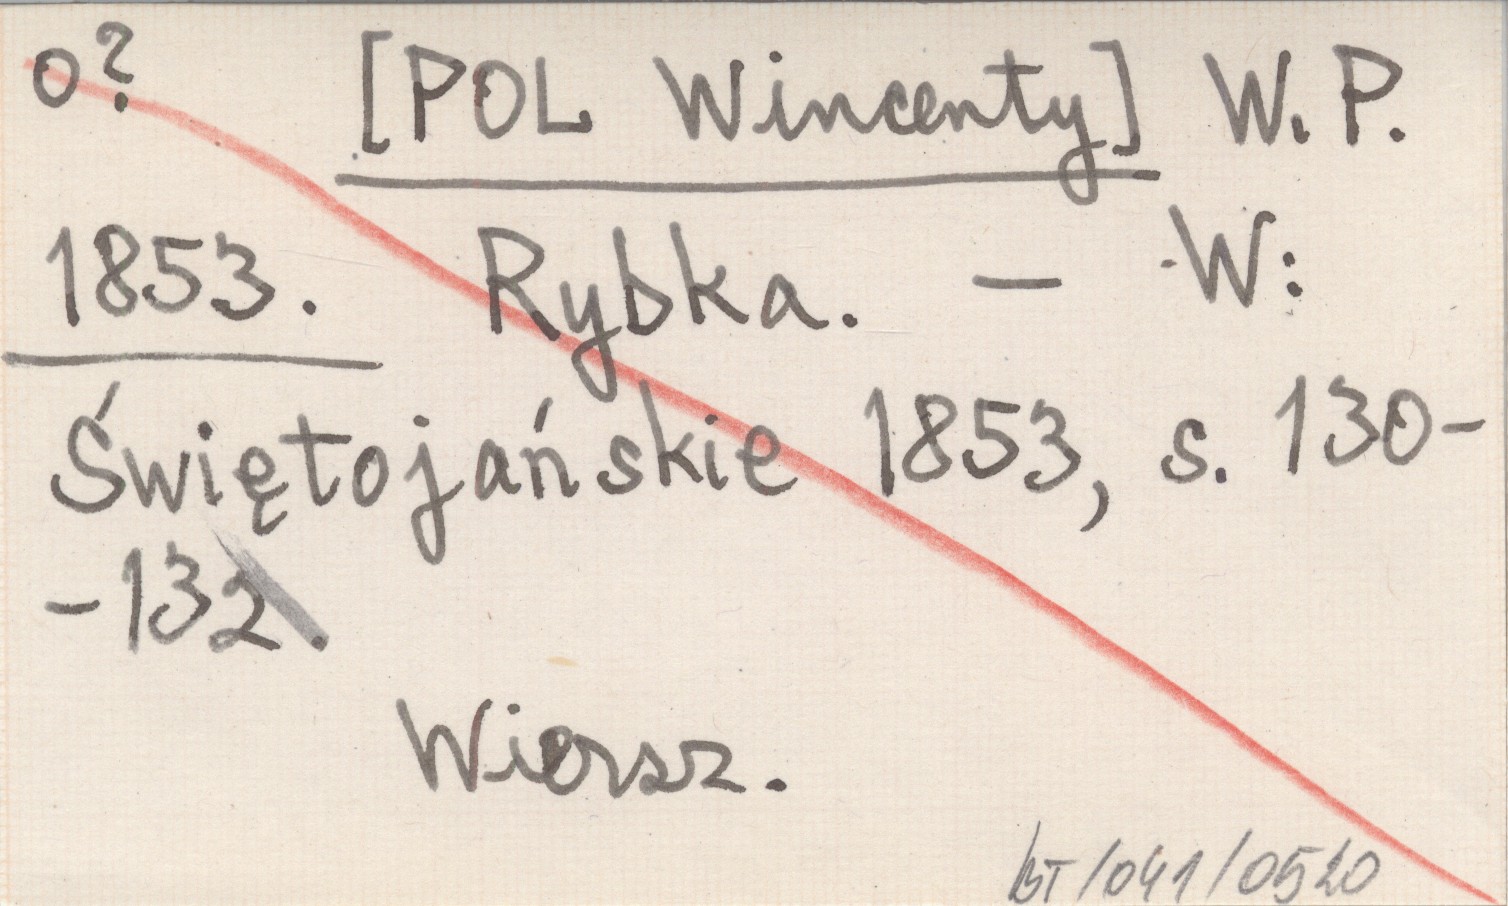 o? [POL Wincenty] W. P.
1853. Rybka. — W:
Świętojańskie 1853, s. 130-
-132.
Wiersz.
BT/041/0520